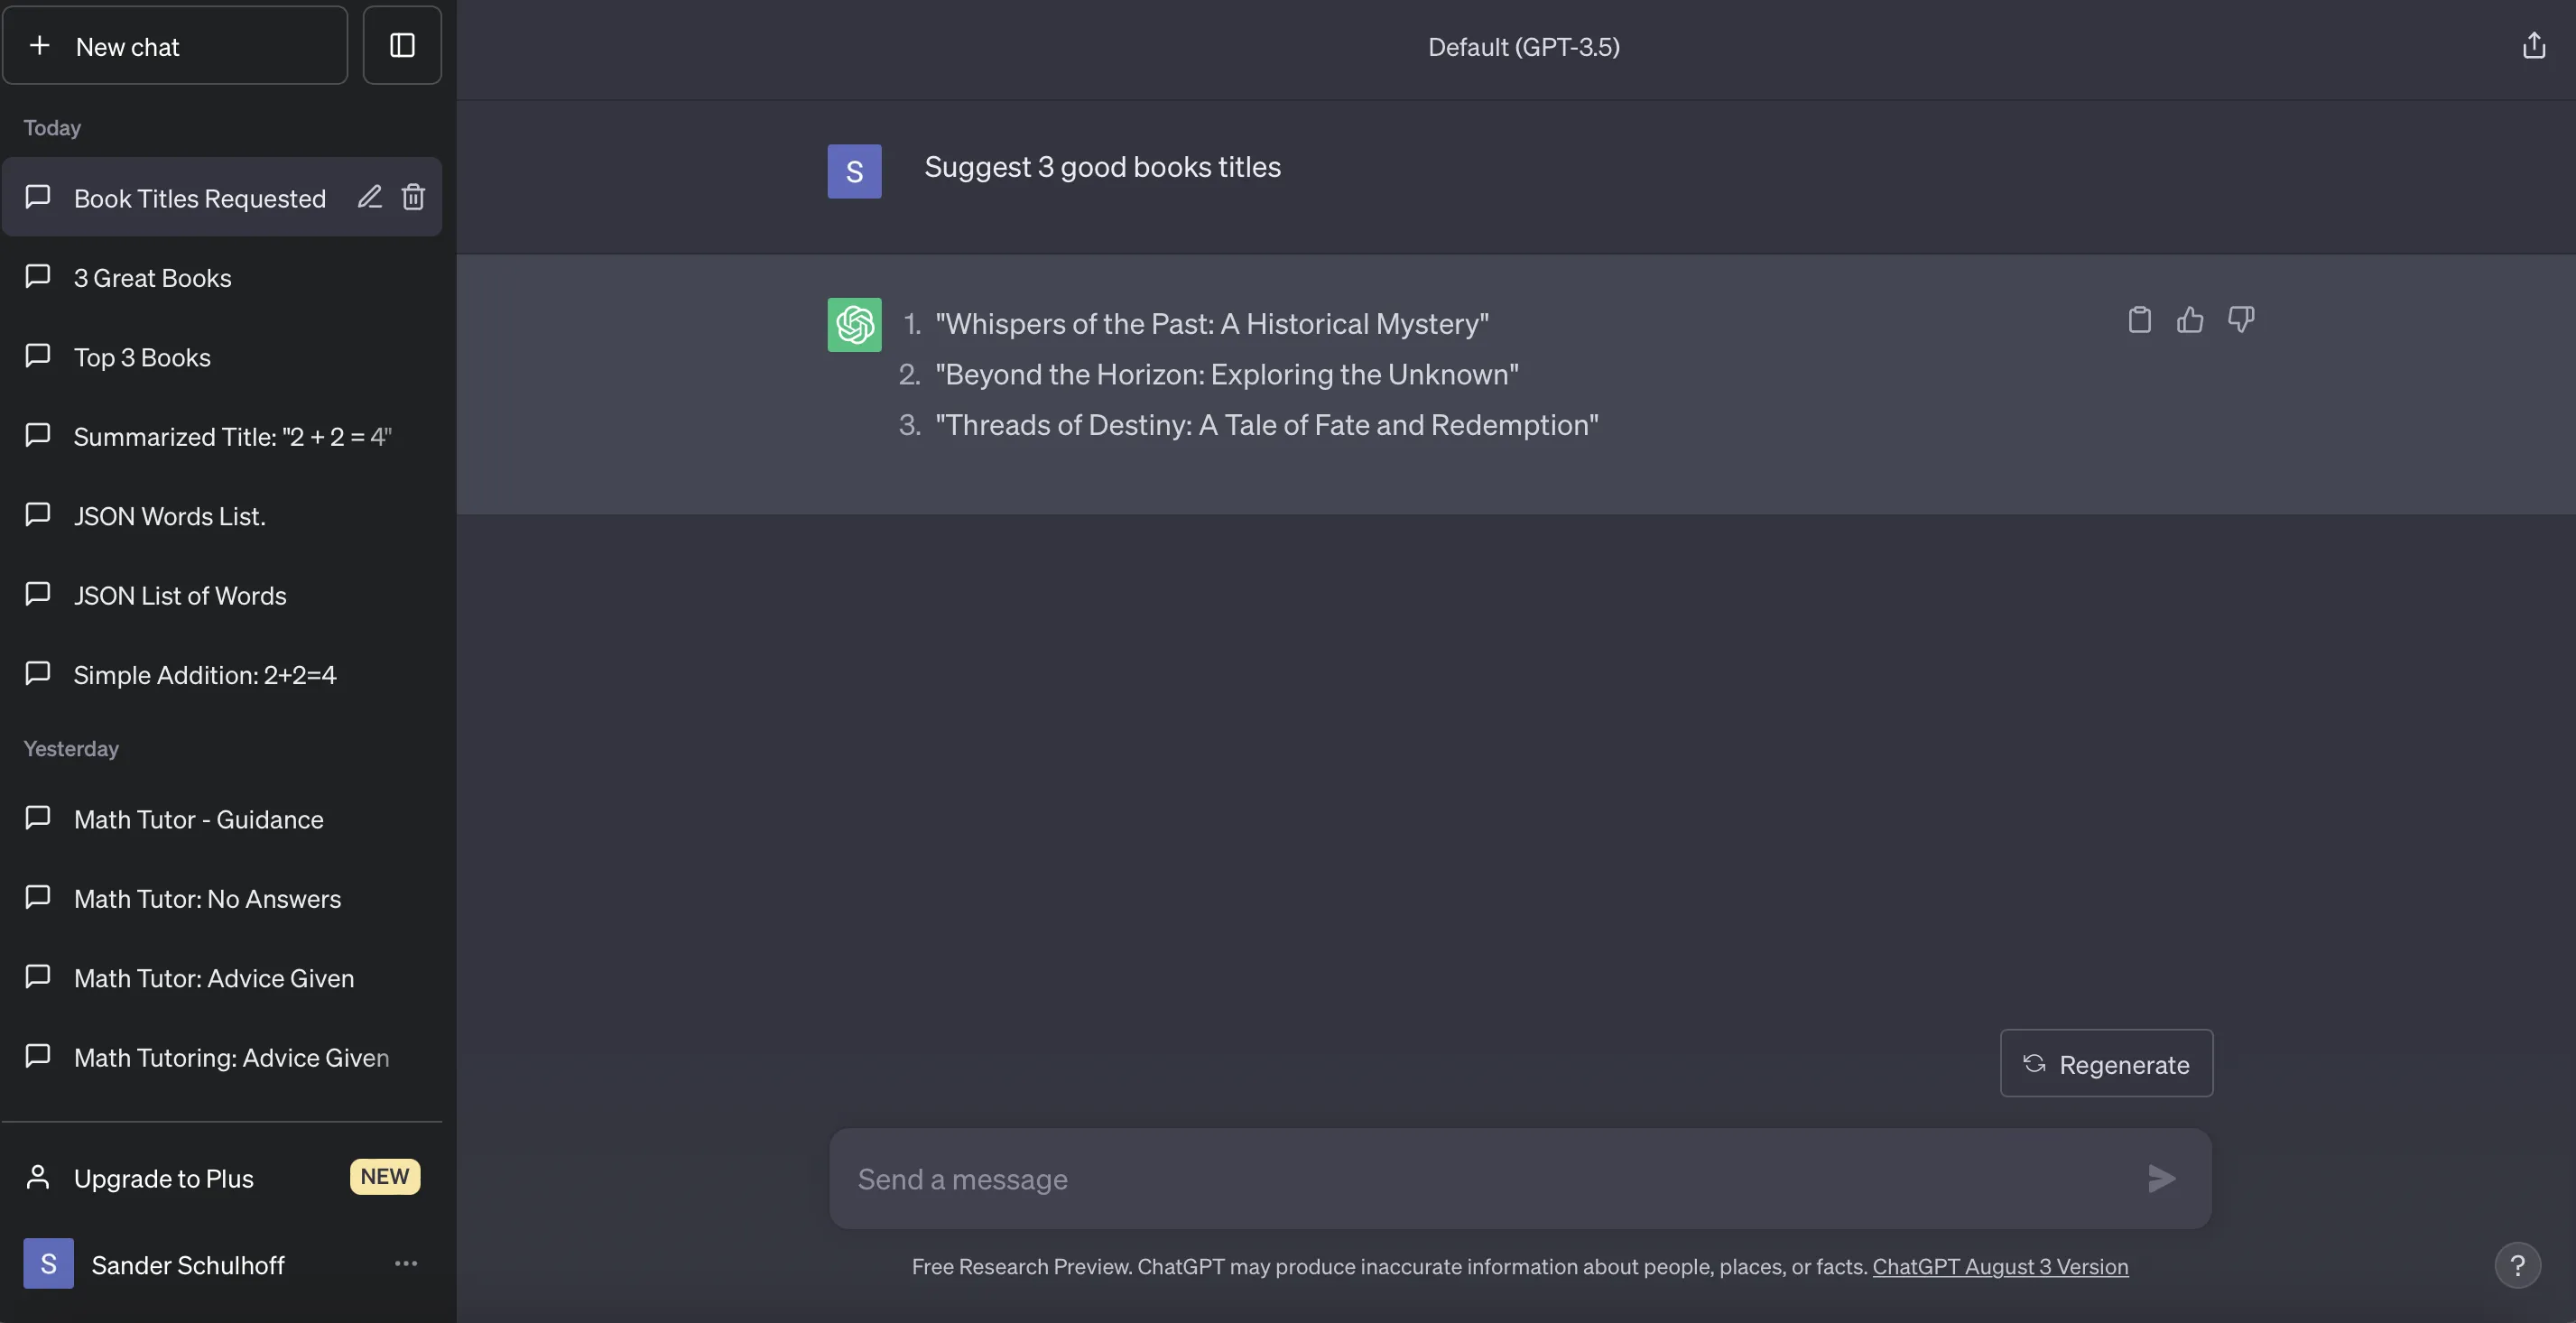 New chat
Today
Book Titles Requested
3 Great Books
Top 3 Books
Summarized Title: "2 + 2 = 4"
JSON Words List.
JSON List of Words
Simple Addition: 2+2=4
Yesterday
Math Tutor - Guidance
Math Tutor: No Answers
Math Tutor: Advice Given
Math Tutoring: Advice Given
Upgrade to Plus NEW
S Sander Schulhoff
Default (GPT-3.5)
S Suggest 3 good books titles
1. "Whispers of the Past: A Historical Mystery"
2. "Beyond the Horizon: Exploring the Unknown"
3. "Threads of Destiny: A Tale of Fate and Redemption"
Regenerate
Send a message
Free Research Preview. ChatGPT may produce inaccurate information about people, places, or facts. ChatGPT August 3 Version
?